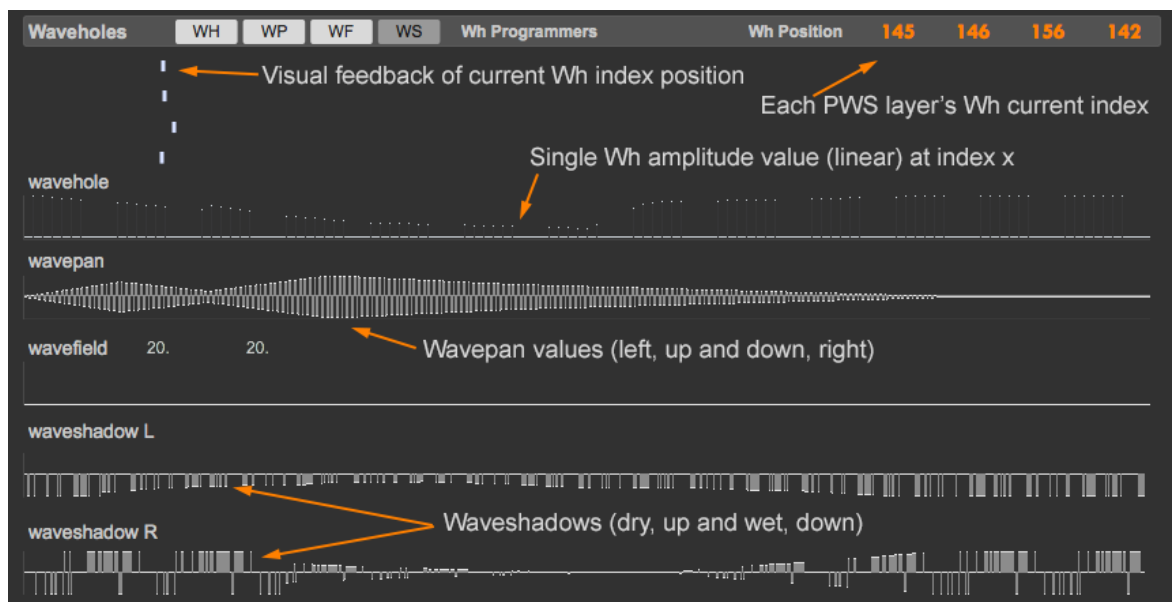 Waveholes WH WP WF WS Wh Programmers Wh Position 145 146 156 142
Visual feedback of current Wh index position
Each PWS layer's Wh current index
Single Wh amplitude value (linear) at index x
wavehole
wavepan
Wavepan values (left, up and down, right)
wavefield 20. 20.
waveshadow L
Waveshadows (dry, up and wet, down)
waveshadow R